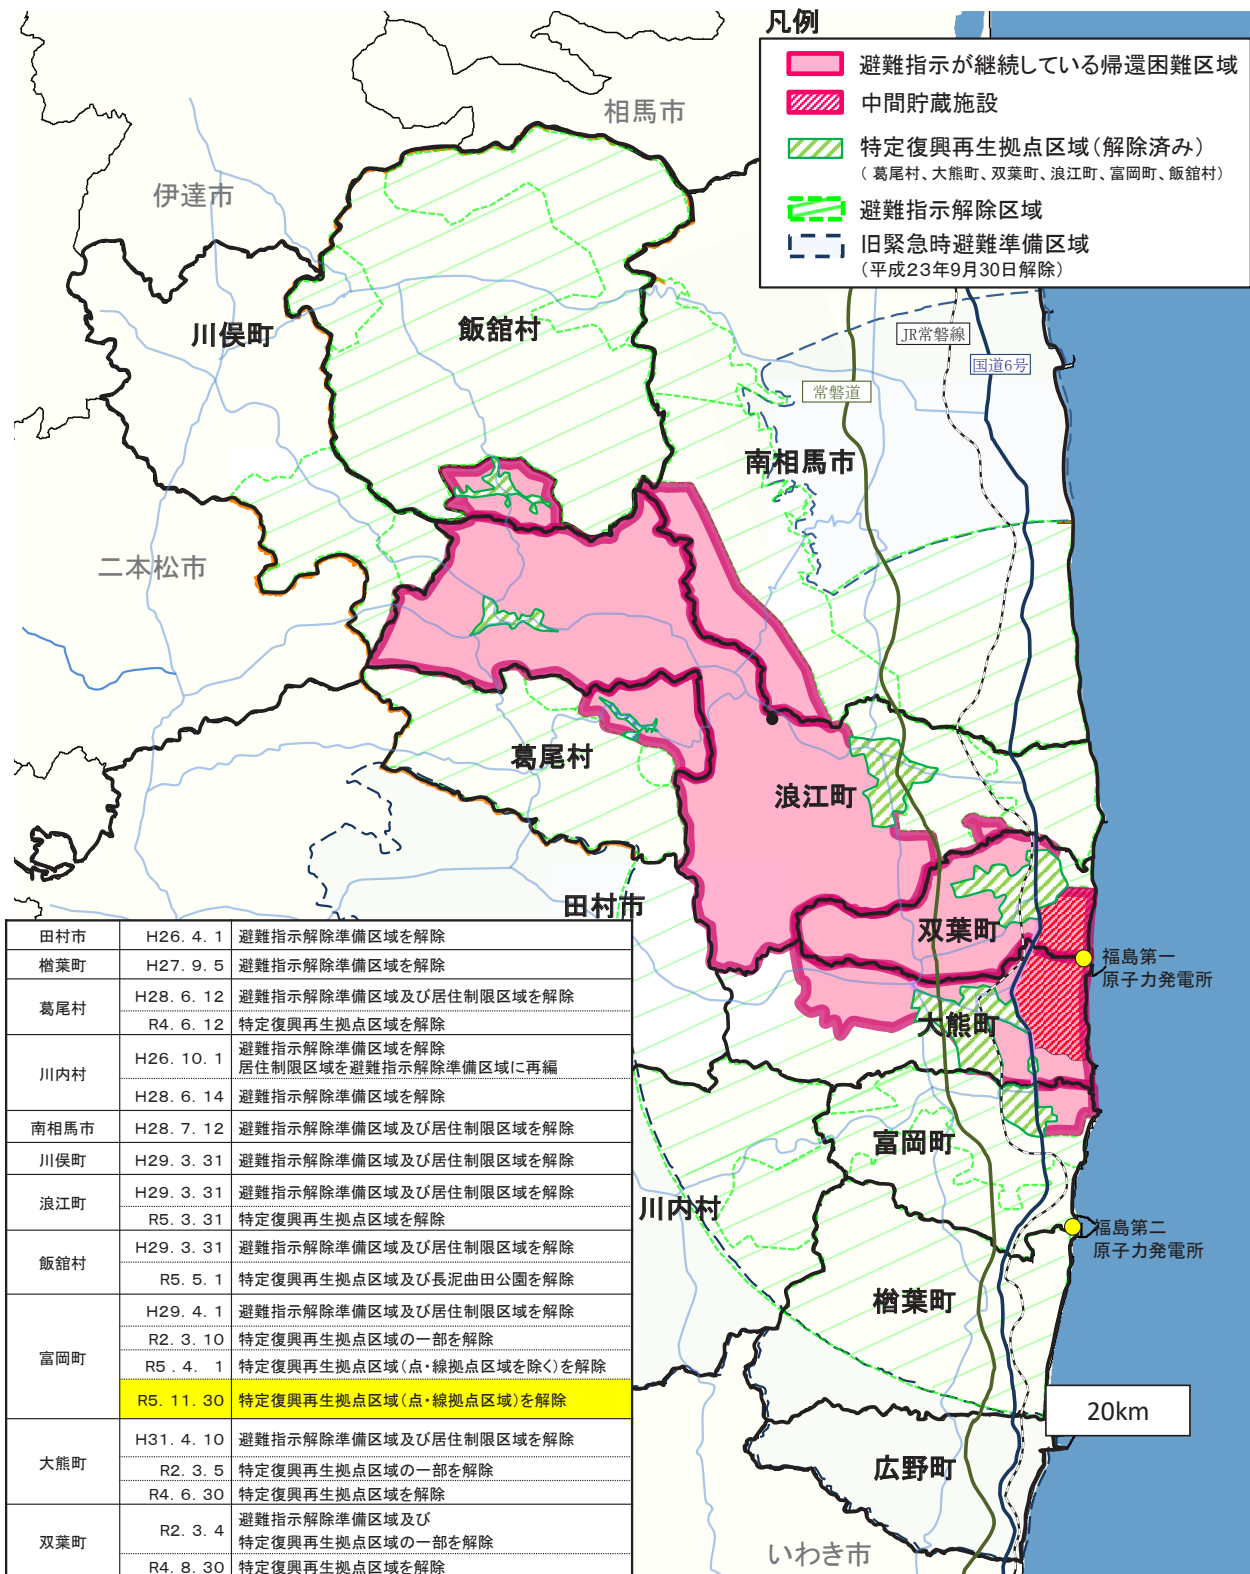 凡例
避難指示が継続している帰還困難区域
中間貯蔵施設
特定復興再生拠点区域(解除済み)
( 葛尾村、大熊町、双葉町、浪江町、富岡町、飯舘村)
避難指示解除区域
旧緊急時避難準備区域
(平成23年9月30日解除)
相馬市
伊達市
川俣町
飯舘村
JR常磐線
国道6号
常磐道
南相馬市
二本松市
葛尾村
浪江町
田村市
双葉町
福島第一
原子力発電所
大熊町
富岡町
川内村
福島第二
原子力発電所
楢葉町
20km
広野町
いわき市
田村市 H26. 4. 1 避難指示解除準備区域を解除
楢葉町 H27. 9. 5 避難指示解除準備区域を解除
葛尾村 H28. 6. 12 避難指示解除準備区域及び居住制限区域を解除
R4. 6. 12 特定復興再生拠点区域を解除
川内村 H26. 10. 1 避難指示解除準備区域を解除
居住制限区域を避難指示解除準備区域に再編
H28. 6. 14 避難指示解除準備区域を解除
南相馬市 H28. 7. 12 避難指示解除準備区域及び居住制限区域を解除
川俣町 H29. 3. 31 避難指示解除準備区域及び居住制限区域を解除
浪江町 H29. 3. 31 避難指示解除準備区域及び居住制限区域を解除
R5. 3. 31 特定復興再生拠点区域を解除
飯舘村 H29. 3. 31 避難指示解除準備区域及び居住制限区域を解除
R5. 5. 1 特定復興再生拠点区域及び長泥曲田公園を解除
富岡町 H29. 4. 1 避難指示解除準備区域及び居住制限区域を解除
R2. 3. 10 特定復興再生拠点区域の一部を解除
R5 . 4. 1 特定復興再生拠点区域(点・線拠点区域を除く)を解除
R5. 11. 30 特定復興再生拠点区域(点・線拠点区域)を解除
大熊町 H31. 4. 10 避難指示解除準備区域及び居住制限区域を解除
R2. 3. 5 特定復興再生拠点区域の一部を解除
R4. 6. 30 特定復興再生拠点区域を解除
双葉町 R2. 3. 4 避難指示解除準備区域及び
特定復興再生拠点区域の一部を解除
R4. 8. 30 特定復興再生拠点区域を解除